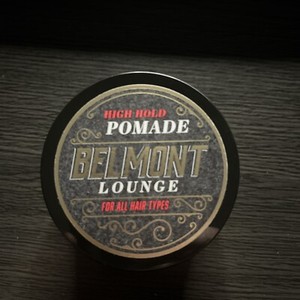 HIGH HOLD
POMADE
BELMONT
LOUNGE
FOR ALL HAIR TYPES